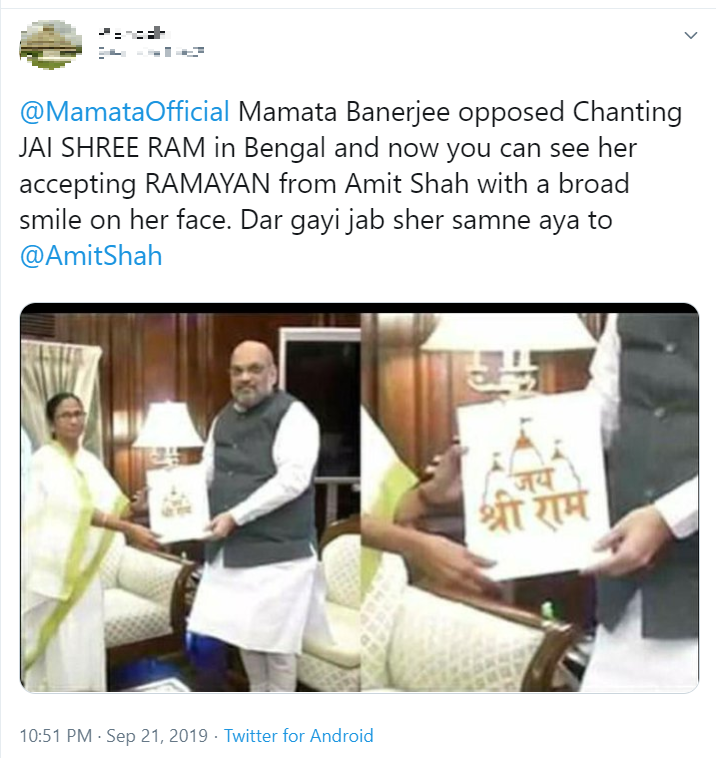 @MamataOfficial Mamata Banerjee opposed Chanting
JAI SHREE RAM in Bengal and now you can see her
accepting RAMAYAN from Amit Shah with a broad
smile on her face. Dar gayi jab sher samne aya to
@AmitShah
जय
श्री राम
जय
श्री राम
10:51 PM · Sep 21, 2019 · Twitter for Android